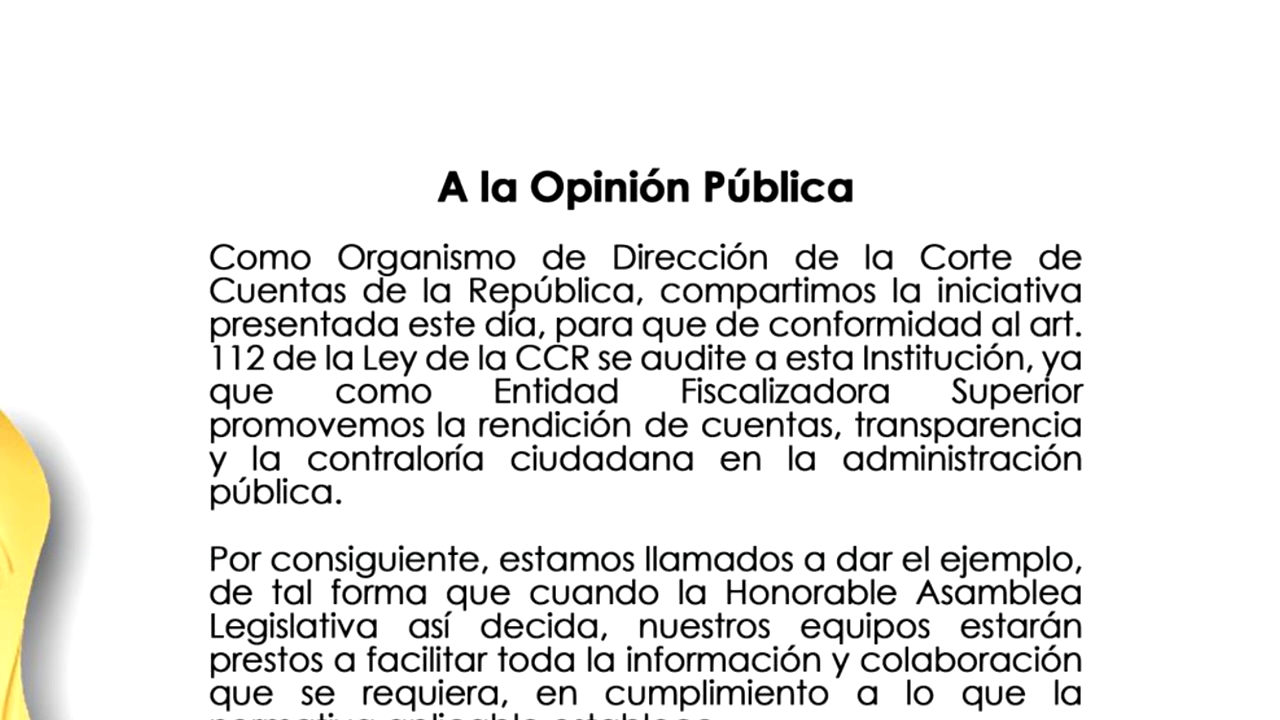 A la Opinión Pública
Como Organismo de Dirección de la Corte de
Cuentas de la República, compartimos la iniciativa
presentada este día, para que de conformidad al art.
112 de la Ley de la CCR se audite a esta Institución, ya
que como Entidad Fiscalizadora Superior
promovemos la rendición de cuentas, transparencia
y la contraloría ciudadana en la administración
pública.
Por consiguiente, estamos llamados a dar el ejemplo,
de tal forma que cuando la Honorable Asamblea
Legislativa así decida, nuestros equipos estarán
prestos a facilitar toda la información y colaboración
que se requiera, en cumplimiento a lo que la
normativa aplicable establece.